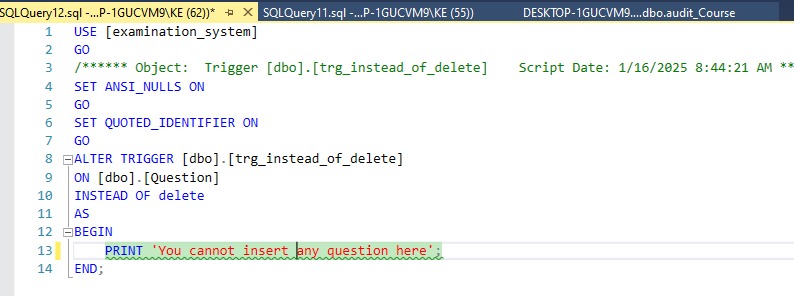 SQLQuery12.sql -...P-1GUCVM9\KE (62))* SQLQuery11.sql -...P-1GUCVM9\KE (55)) DESKTOP-1GUCVM9....dbo.audit_Course
1 USE [examination_system]
2 GO
3 /****** Object:  Trigger [dbo].[trg_instead_of_delete]    Script Date: 1/16/2025 8:44:21 AM **
4 SET ANSI_NULLS ON
5 GO
6 SET QUOTED_IDENTIFIER ON
7 GO
8 ALTER TRIGGER [dbo].[trg_instead_of_delete]
9 ON [dbo].[Question]
10 INSTEAD OF delete
11 AS
12 BEGIN
13 PRINT 'You cannot insert any question here';
14 END;